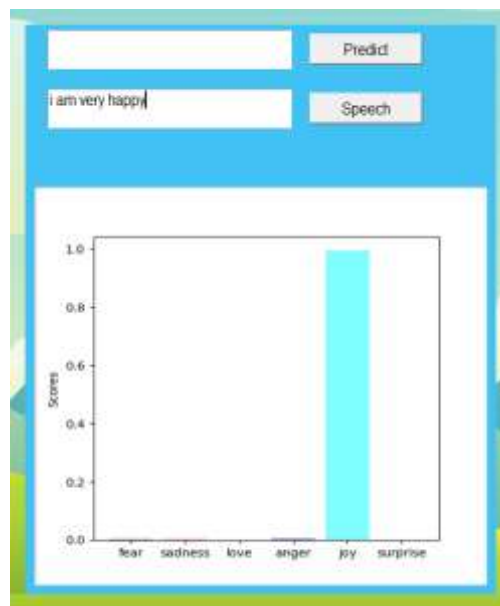 Predict
i am very happy
Speech
1.0
0.8
0.6
0.4
0.2
0.0
Scores
fear sadness love anger joy surprise